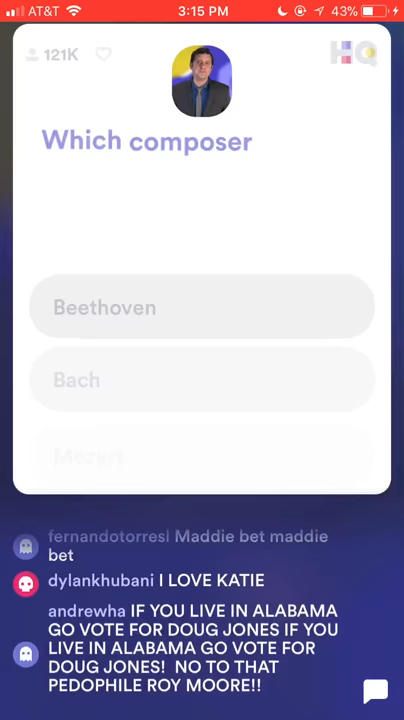 AT&T 3:15 PM 43%
121K HQ
Which composer
Beethoven
Bach
Mozart
fernandotorresl Maddie bet maddie
bet
dylankhubani I LOVE KATIE
andrewha IF YOU LIVE IN ALABAMA
GO VOTE FOR DOUG JONES IF YOU
LIVE IN ALABAMA GO VOTE FOR
DOUG JONES! NO TO THAT
PEDOPHILE ROY MOORE!!